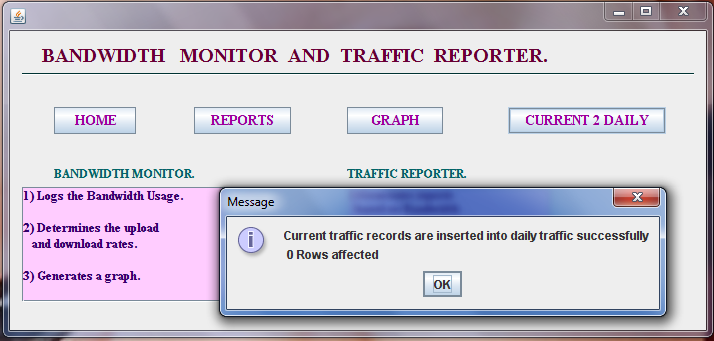 BANDWIDTH MONITOR AND TRAFFIC REPORTER.
HOME REPORTS GRAPH CURRENT 2 DAILY
BANDWIDTH MONITOR. TRAFFIC REPORTER.
1) Logs the Bandwidth Usage.
2) Determines the upload
and download rates.
3) Generates a graph.
Message
Current traffic records are inserted into daily traffic successfully
0 Rows affected
OK